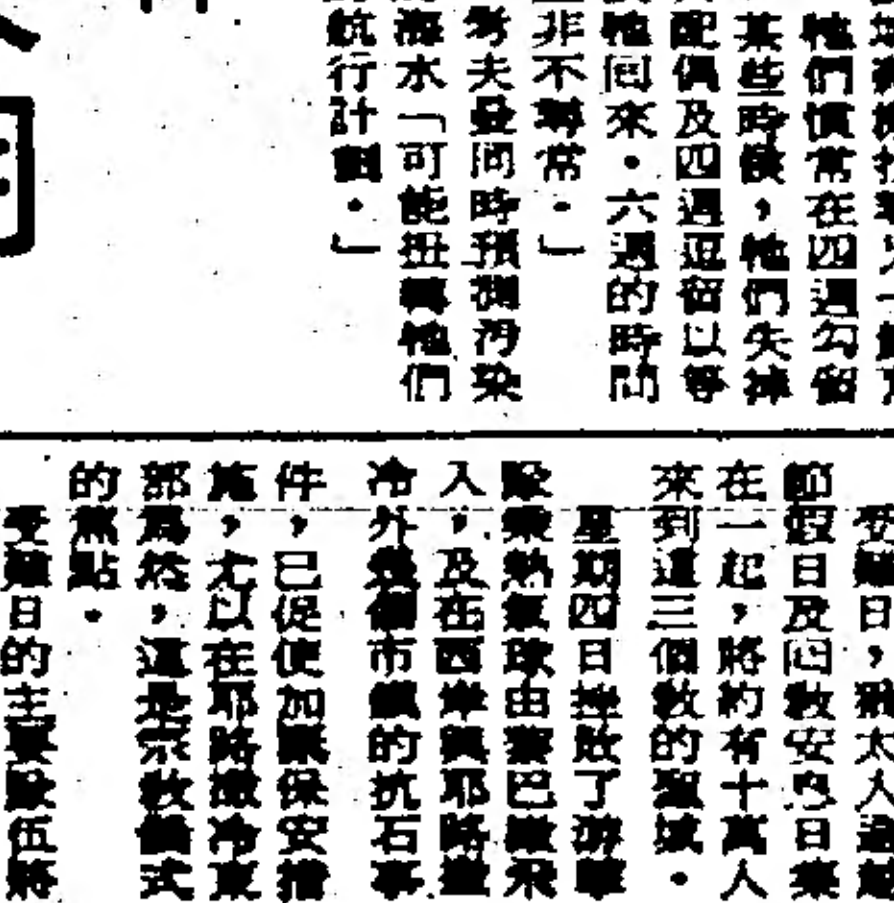 牠們慣常在四週勾留
某些時候，牠們失掉
配偶及四週逗留以等
牠回來．六週的時間
非不尋常．」
考夫曼同時預測污染
海水「可能扭轉牠們
航行計劃．」
受難日，猶太人逾越
節假日及回教安息日集
在一起，將約有十萬人
來到這三個教的聖城．
星期四日挫敗了游擊
隊乘熱氣球由黎巴嫩飛
入，及在西岸與耶路撒
冷外幾個市鎮的抗石事
件，已促使加緊保安措
施，尤以在耶路撒冷東
部爲然，這是宗教儀式
的焦點．
受難日的主要隊伍將